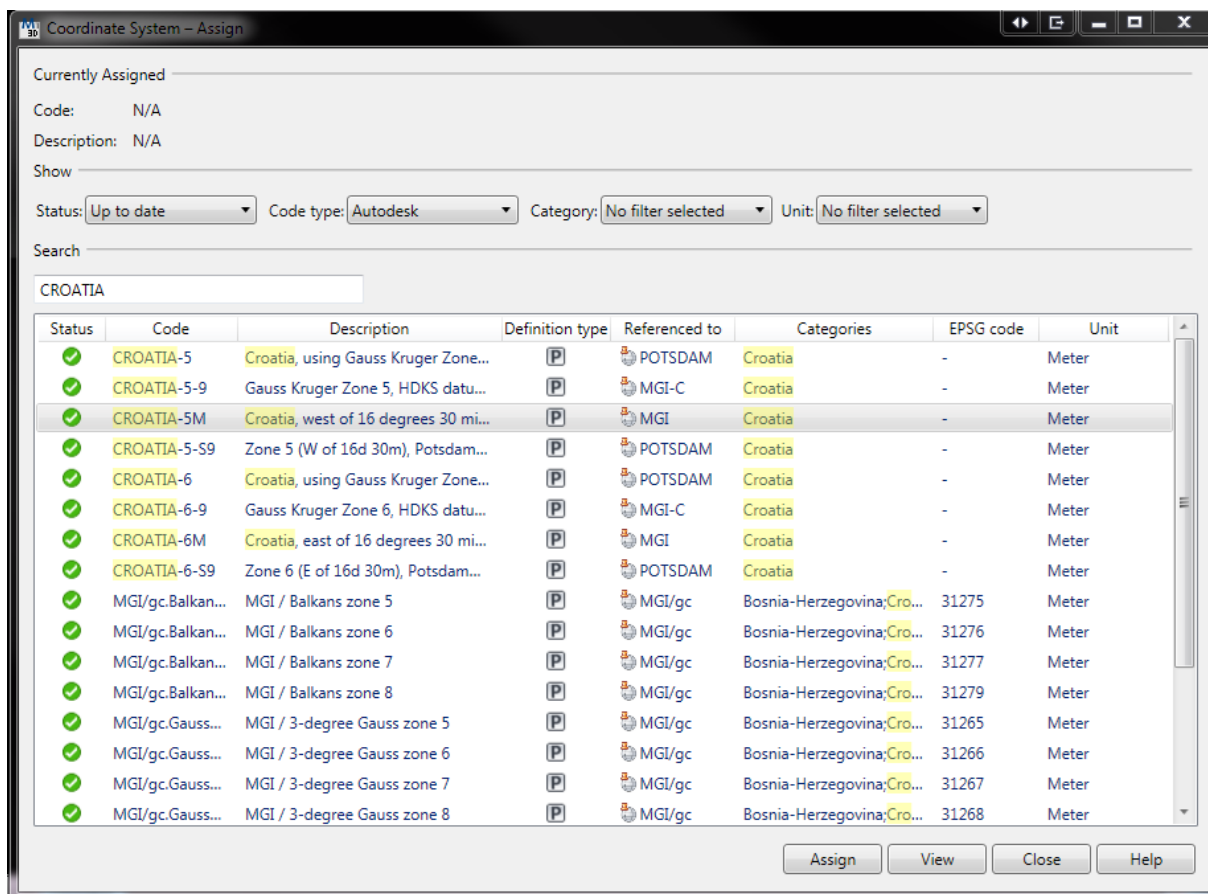 Coordinate System – Assign
Currently Assigned
Code: N/A
Description: N/A
Show
Status: Up to date Code type: Autodesk Category: No filter selected Unit: No filter selected
Search
CROATIA
Status Code Description Definition type Referenced to Categories EPSG code Unit
CROATIA-5 Croatia, using Gauss Kruger Zone... P POTSDAM Croatia - Meter
CROATIA-5-9 Gauss Kruger Zone 5, HDKS datu... P MGI-C Croatia - Meter
CROATIA-5M Croatia, west of 16 degrees 30 mi... P MGI Croatia - Meter
CROATIA-5-S9 Zone 5 (W of 16d 30m), Potsdam... P POTSDAM Croatia - Meter
CROATIA-6 Croatia, using Gauss Kruger Zone... P POTSDAM Croatia - Meter
CROATIA-6-9 Gauss Kruger Zone 6, HDKS datu... P MGI-C Croatia - Meter
CROATIA-6M Croatia, east of 16 degrees 30 mi... P MGI Croatia - Meter
CROATIA-6-S9 Zone 6 (E of 16d 30m), Potsdam... P POTSDAM Croatia - Meter
MGI/gc.Balkan... MGI / Balkans zone 5 P MGI/gc Bosnia-Herzegovina;Cro... 31275 Meter
MGI/gc.Balkan... MGI / Balkans zone 6 P MGI/gc Bosnia-Herzegovina;Cro... 31276 Meter
MGI/gc.Balkan... MGI / Balkans zone 7 P MGI/gc Bosnia-Herzegovina;Cro... 31277 Meter
MGI/gc.Balkan... MGI / Balkans zone 8 P MGI/gc Bosnia-Herzegovina;Cro... 31279 Meter
MGI/gc.Gauss... MGI / 3-degree Gauss zone 5 P MGI/gc Bosnia-Herzegovina;Cro... 31265 Meter
MGI/gc.Gauss... MGI / 3-degree Gauss zone 6 P MGI/gc Bosnia-Herzegovina;Cro... 31266 Meter
MGI/gc.Gauss... MGI / 3-degree Gauss zone 7 P MGI/gc Bosnia-Herzegovina;Cro... 31267 Meter
MGI/gc.Gauss... MGI / 3-degree Gauss zone 8 P MGI/gc Bosnia-Herzegovina;Cro... 31268 Meter
Assign View Close Help